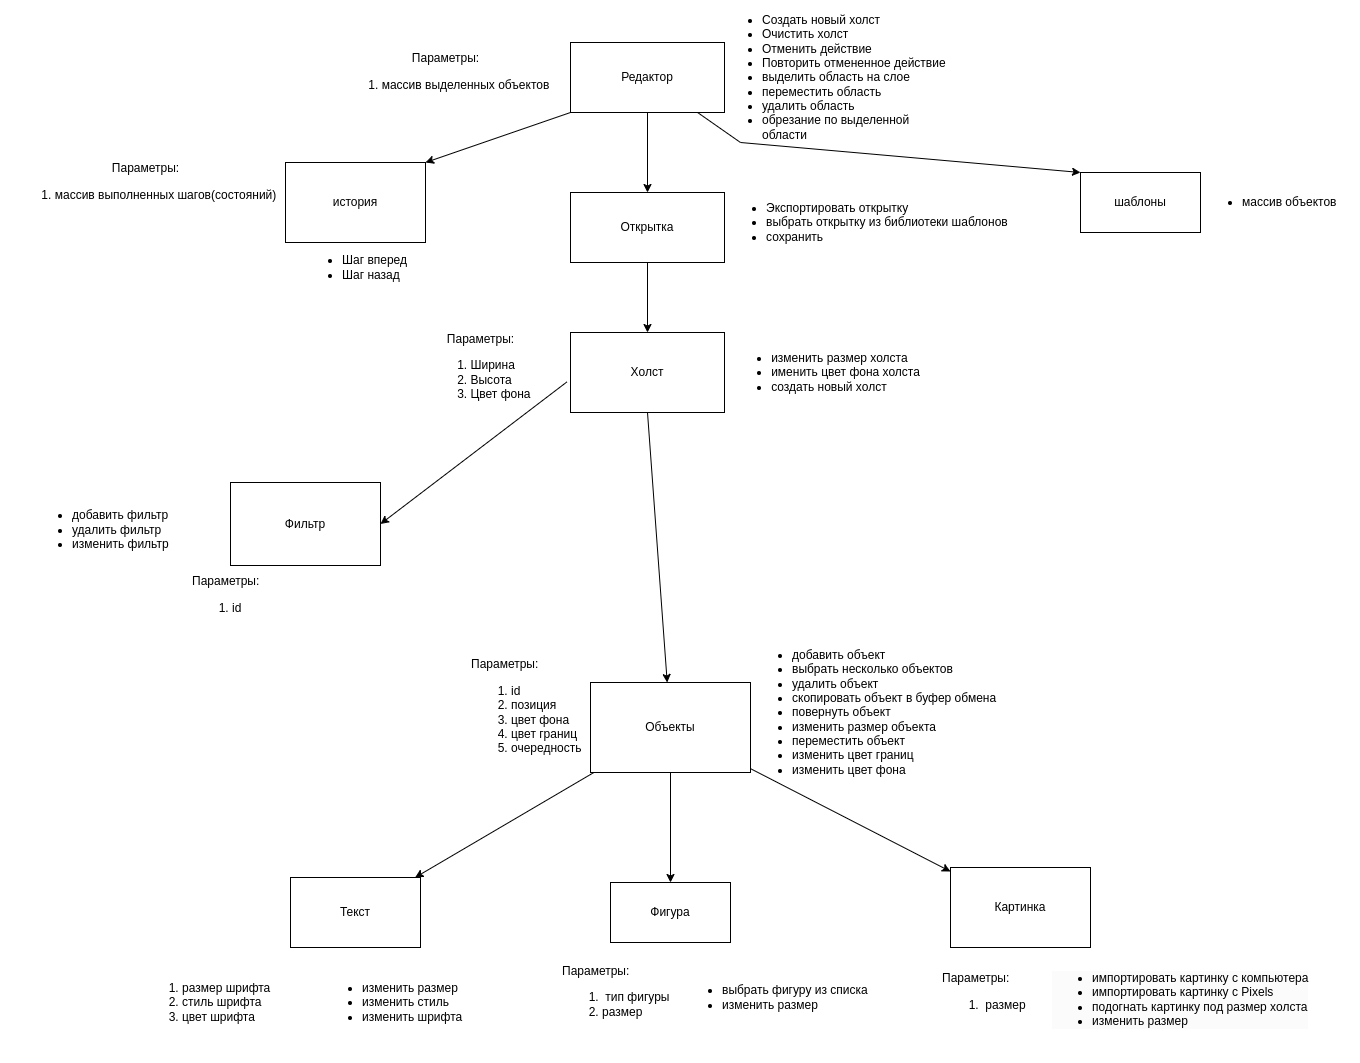 Параметры:
1. массив выделенных объектов
Редактор
• Создать новый холст
• Очистить холст
• Отменить действие
• Повторить отмененное действие
• выделить область на слое
• переместить область
• удалить область
• обрезание по выделенной
области
Параметры:
1. массив выполненных шагов(состояний)
история
• Шаг вперед
• Шаг назад
Открытка
• Экспортировать открытку
• выбрать открытку из библиотеки шаблонов
• сохранить
шаблоны
• массив объектов
Параметры:
1. Ширина
2. Высота
3. Цвет фона
Холст
• изменить размер холста
• именить цвет фона холста
• создать новый холст
• добавить фильтр
• удалить фильтр
• изменить фильтр
Фильтр
Параметры:
1. id
Параметры:
1. id
2. позиция
3. цвет фона
4. цвет границ
5. очередность
Объекты
• добавить объект
• выбрать несколько объектов
• удалить объект
• скопировать объект в буфер обмена
• повернуть объект
• изменить размер объекта
• переместить объект
• изменить цвет границ
• изменить цвет фона
Текст
1. размер шрифта
2. стиль шрифта
3. цвет шрифта
• изменить размер
• изменить стиль
• изменить шрифта
Фигура
Параметры:
1. тип фигуры
2. размер
• выбрать фигуру из списка
• изменить размер
Картинка
Параметры:
1. размер
• импортировать картинку с компьютера
• импортировать картинку с Pixels
• подогнать картинку под размер холста
• изменить размер